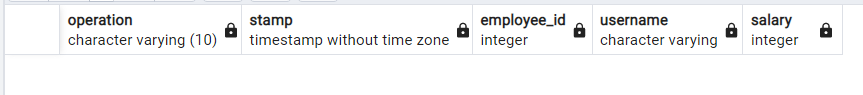 operation stamp employee_id username salary
character varying (10) timestamp without time zone integer character varying integer